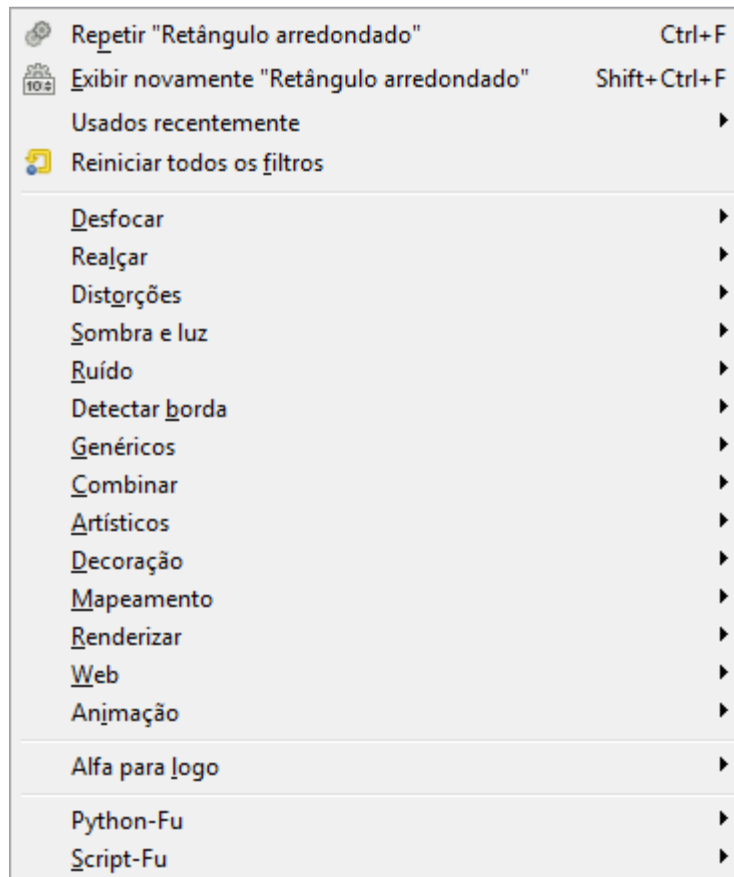 Repetir "Retângulo arredondado" Ctrl+F
Exibir novamente "Retângulo arredondado" Shift+Ctrl+F
Usados recentemente
Reiniciar todos os filtros
Desfocar
Realçar
Distorções
Sombra e luz
Ruído
Detectar borda
Genéricos
Combinar
Artísticos
Decoração
Mapeamento
Renderizar
Web
Animação
Alfa para logo
Python-Fu
Script-Fu